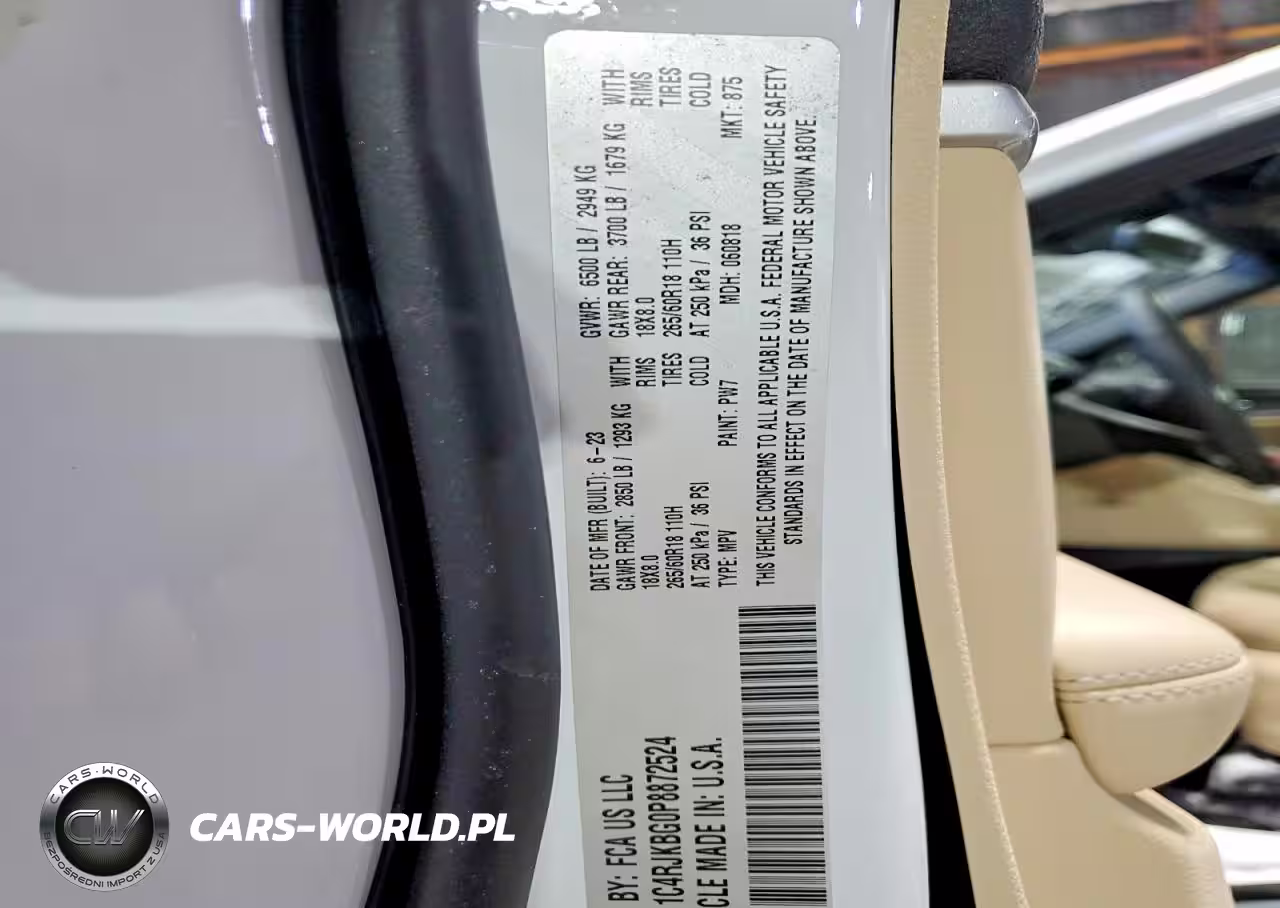 BY: FCA US LLC
1C4RJKBG0P8872524
CLE MADE IN: U.S.A.
DATE OF MFR (BUILT): 6-23 GVWR: 6500 LB / 2949 KG
GAWR FRONT: 2850 LB / 1293 KG WITH GAWR REAR: 3700 LB / 1679 KG WITH
18X8.0 RIMS 18X8.0 RIMS
265/60R18 110H TIRES 265/60R18 110H TIRES
AT 250 kPa / 36 PSI COLD AT 250 kPa / 36 PSI COLD
TYPE: MPV PAINT: PW7 MDH: 060818 MKT: 875
THIS VEHICLE CONFORMS TO ALL APPLICABLE U.S.A. FEDERAL MOTOR VEHICLE SAFETY
STANDARDS IN EFFECT ON THE DATE OF MANUFACTURE SHOWN ABOVE.
CARS-WORLD
CW
BEZPOŚREDNI IMPORT Z USA
CARS-WORLD.PL